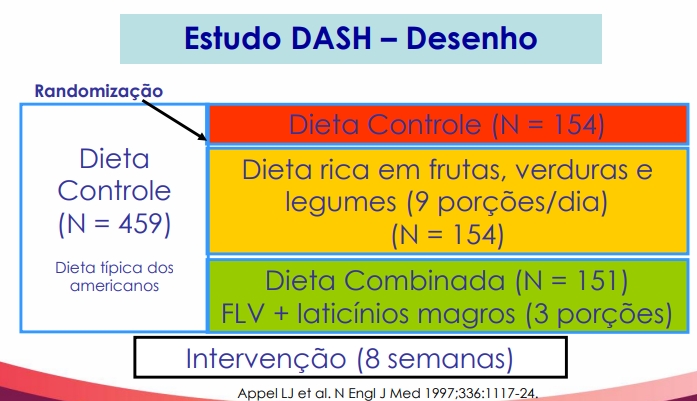 Estudo DASH – Desenho
Randomização
Dieta
Controle
(N = 459)
Dieta típica dos
americanos
Dieta Controle (N = 154)
Dieta rica em frutas, verduras e
legumes (9 porções/dia)
(N = 154)
Dieta Combinada (N = 151)
FLV + laticínios magros (3 porções)
Intervenção (8 semanas)
Appel LJ et al. N Engl J Med 1997;336:1117-24.